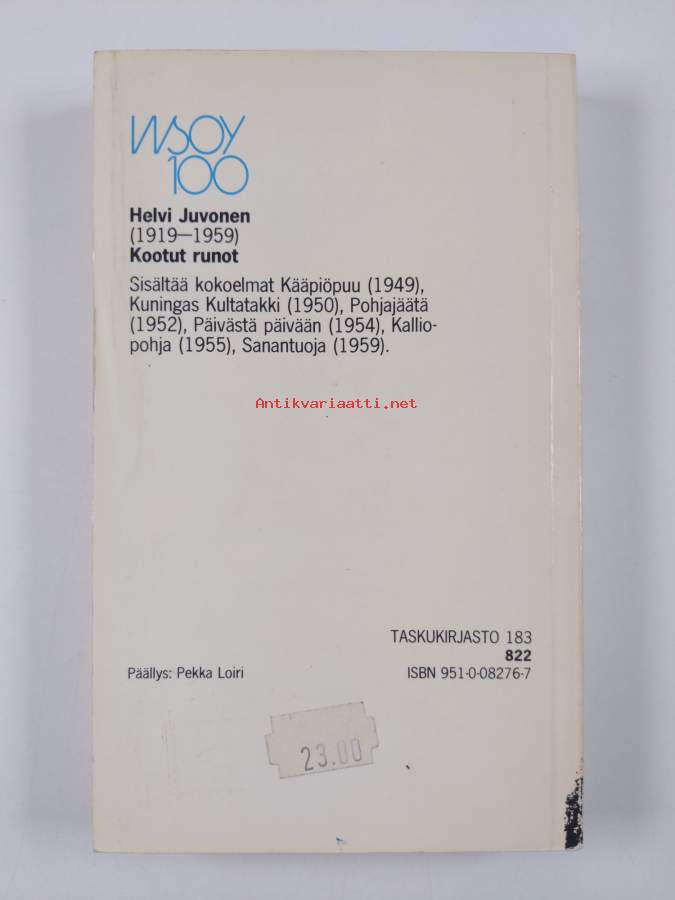 WSOY
100
Helvi Juvonen
(1919—1959)
Kootut runot
Sisältää kokoelmat Kääpiöpuu (1949),
Kuningas Kultatakki (1950), Pohjajäätä
(1952), Päivästä päivään (1954), Kallio-
pohja (1955), Sanantuoja (1959).
Antikvariaatti.net
TASKUKIRJASTO 183
822
Päällys: Pekka Loiri
ISBN 951-0-08276-7
23.00